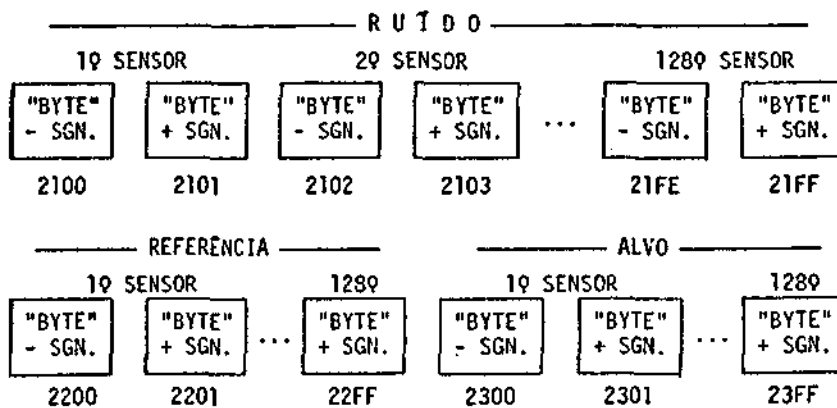 R U Í D O
1º SENSOR 2º SENSOR 128º SENSOR
"BYTE" "BYTE" "BYTE" "BYTE" "BYTE" "BYTE"
- SGN. + SGN. - SGN. + SGN. ... - SGN. + SGN.
2100 2101 2102 2103 21FE 21FF
REFERÊNCIA ALVO
1º SENSOR 128º 1º SENSOR 128º
"BYTE" "BYTE" "BYTE" "BYTE" "BYTE" "BYTE"
- SGN. + SGN. ... + SGN. - SGN. + SGN. ... + SGN.
2200 2201 22FF 2300 2301 23FF